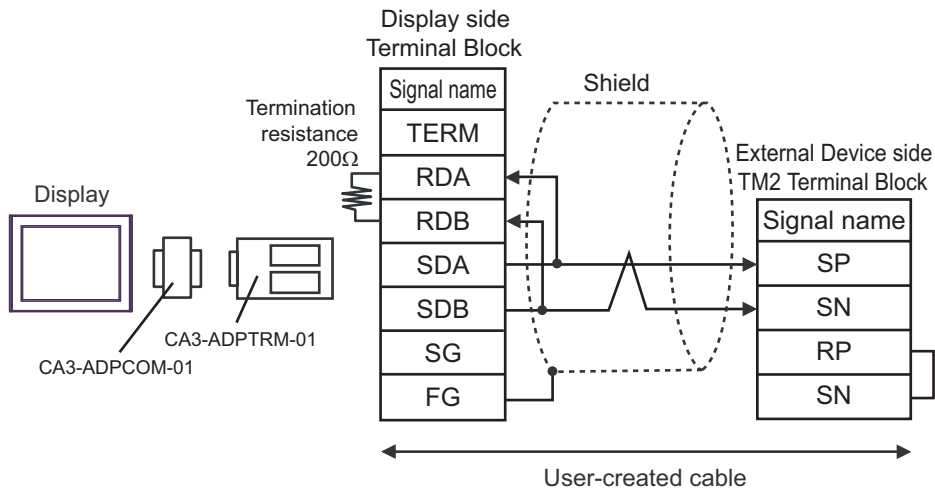 Display side
Terminal Block
Signal name
TERM
RDA
RDB
SDA
SDB
SG
FG
Termination
resistance
200Ω
Shield
External Device side
TM2 Terminal Block
Signal name
SP
SN
RP
SN
Display
CA3-ADPTRM-01
CA3-ADPCOM-01
User-created cable